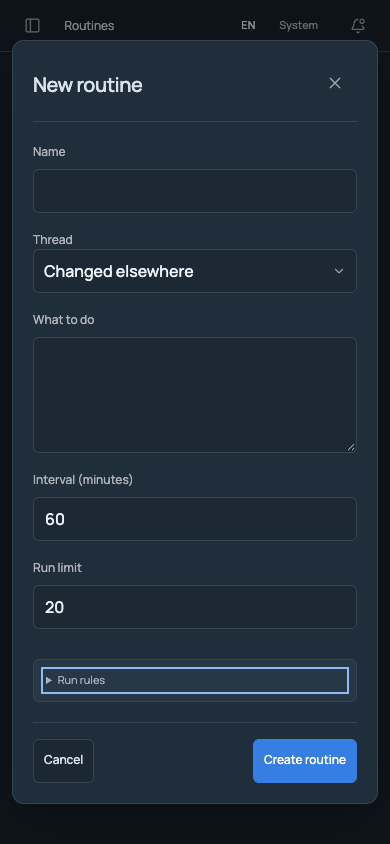 Routines
EN
System
New routine
Name
Thread
Changed elsewhere
What to do
Interval (minutes)
60
Run limit
20
Run rules
Cancel
Create routine